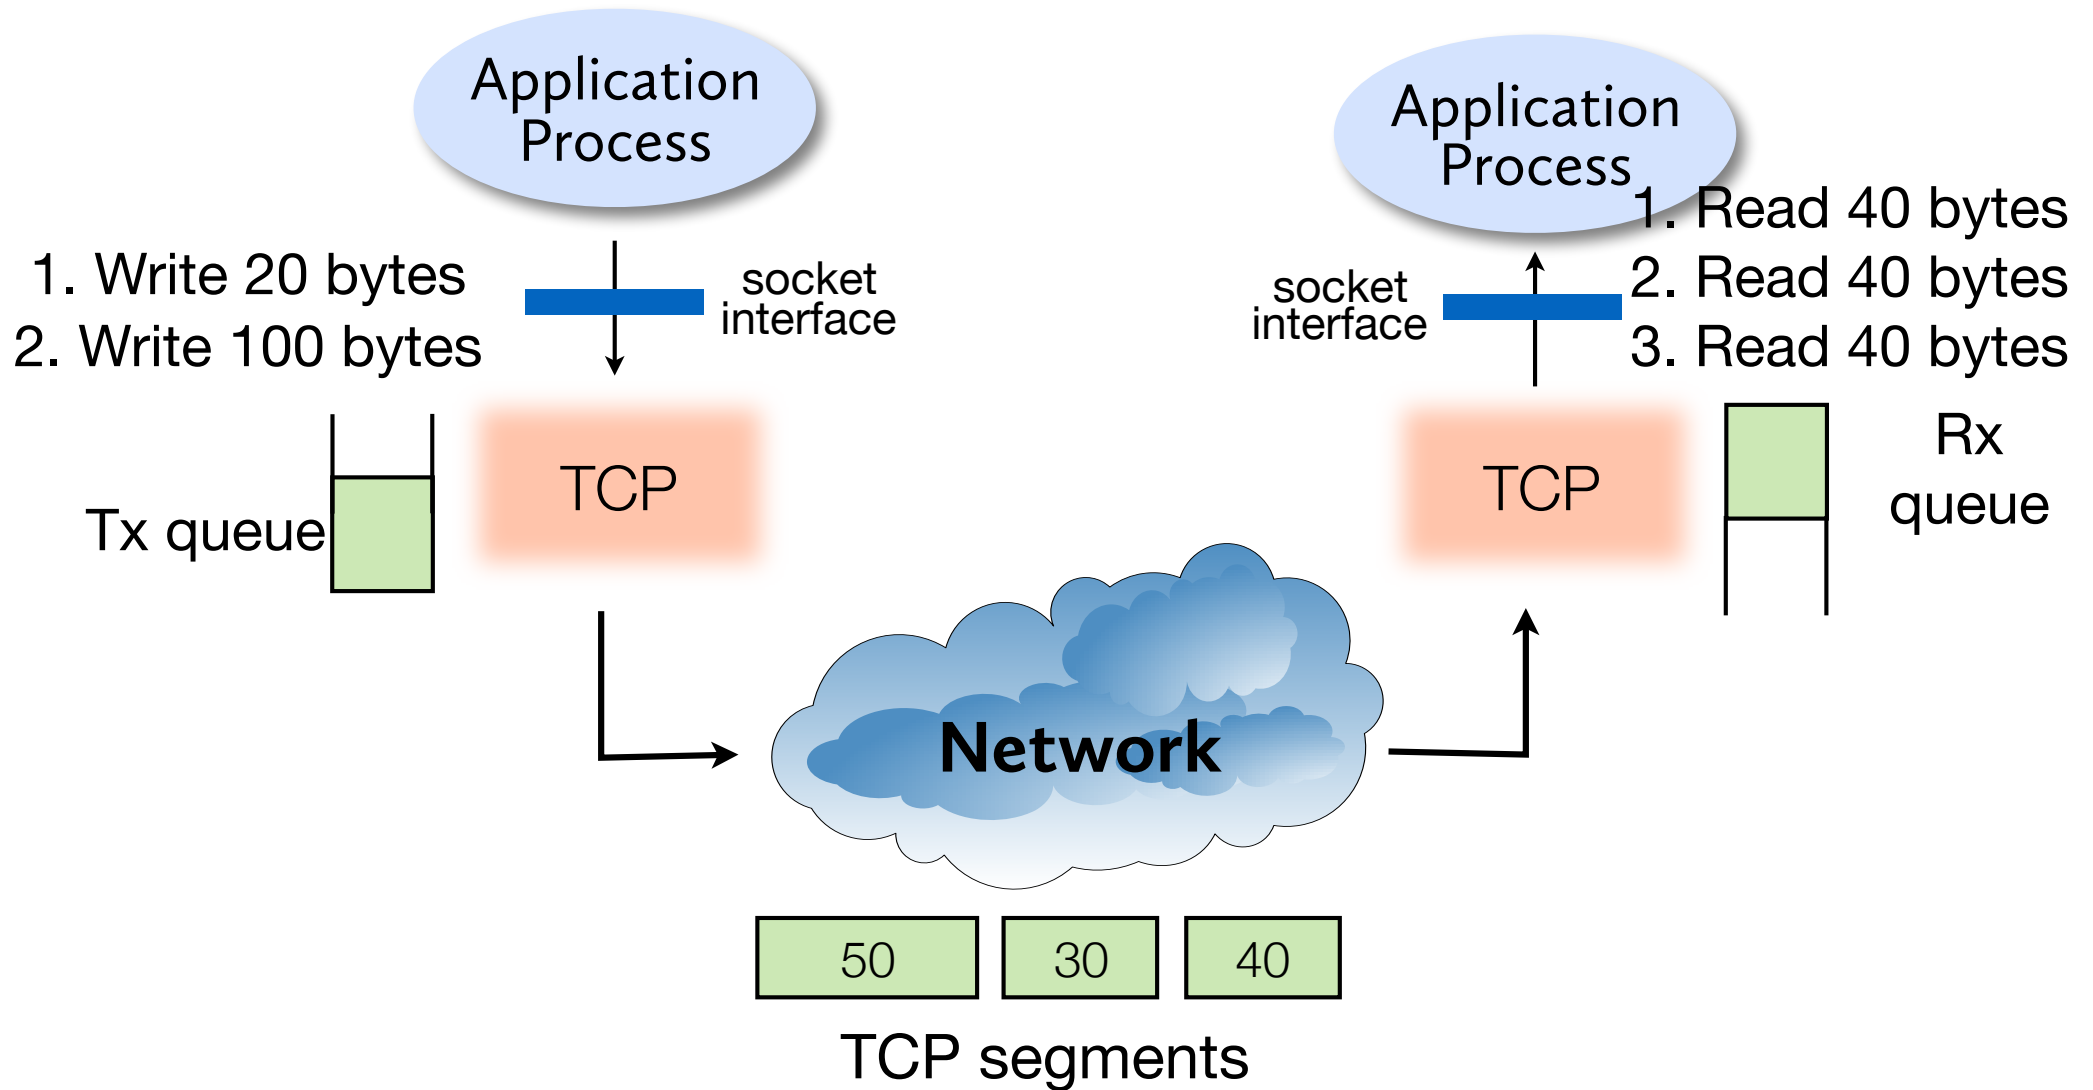 Application
Process
Application
Process
1. Write 20 bytes
2. Write 100 bytes
socket
interface
socket
interface
1. Read 40 bytes
2. Read 40 bytes
3. Read 40 bytes
Tx queue
TCP
TCP
Rx
queue
Network
50
30
40
TCP segments